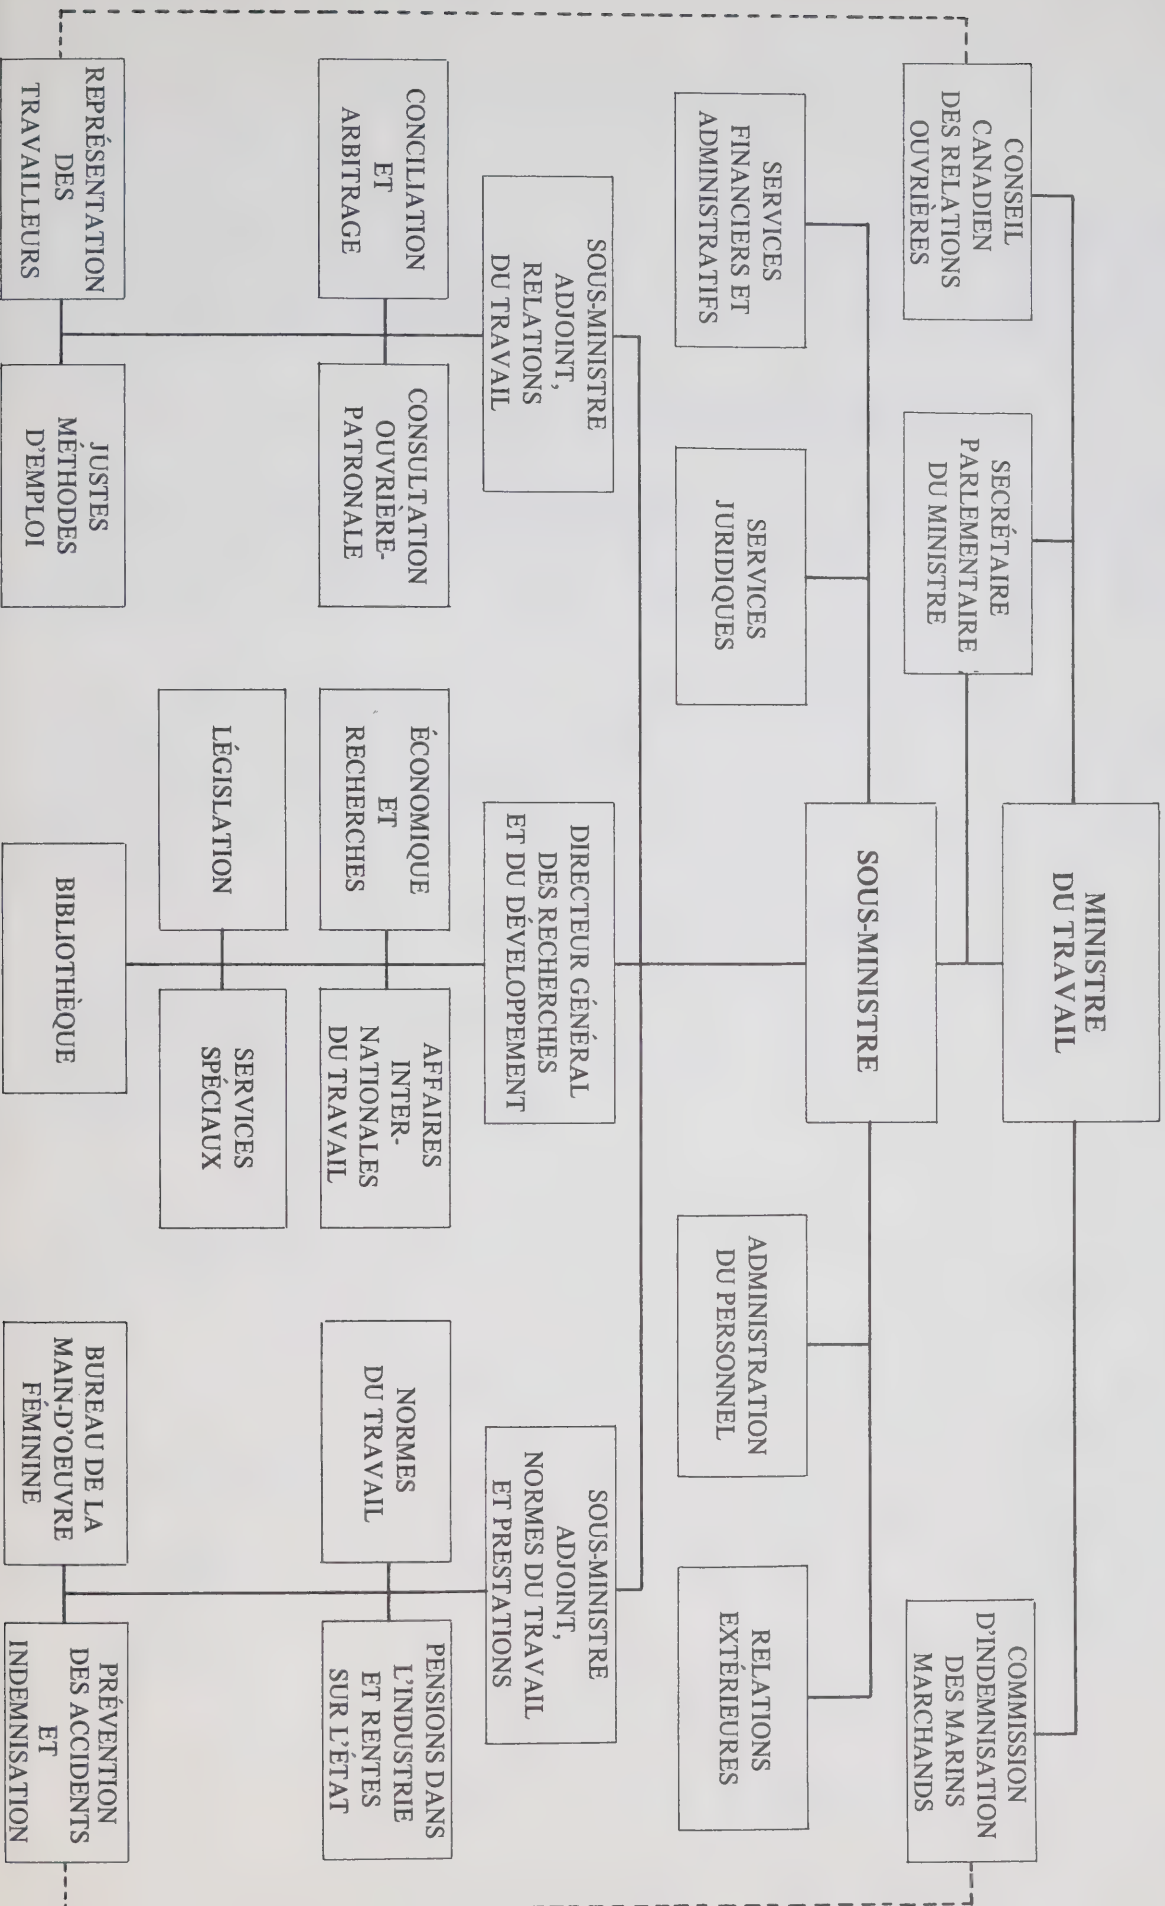 MINISTRE
DU TRAVAIL
CONSEIL
CANADIEN
DES RELATIONS
OUVRIÈRES
SECRÉTAIRE
PARLEMENTAIRE
DU MINISTRE
COMMISSION
D'INDEMNISATION
DES MARINS
MARCHANDS
SOUS-MINISTRE
SERVICES
FINANCIERS ET
ADMINISTRATIFS
SERVICES
JURIDIQUES
ADMINISTRATION
DU PERSONNEL
RELATIONS
EXTÉRIEURES
SOUS-MINISTRE
ADJOINT,
RELATIONS
DU TRAVAIL
DIRECTEUR GÉNÉRAL
DES RECHERCHES
ET DU DÉVELOPPEMENT
SOUS-MINISTRE
ADJOINT,
NORMES DU TRAVAIL
ET PRESTATIONS
CONCILIATION
ET
ARBITRAGE
CONSULTATION
OUVRIÈRE-
PATRONALE
ÉCONOMIQUE
ET
RECHERCHES
AFFAIRES
INTER-
NATIONALES
DU TRAVAIL
NORMES
DU TRAVAIL
PENSIONS DANS
L'INDUSTRIE
ET RENTES
SUR L'ÉTAT
LÉGISLATION
SERVICES
SPÉCIAUX
REPRÉSENTATION
DES
TRAVAILLEURS
JUSTES
MÉTHODES
D'EMPLOI
BIBLIOTHÈQUE
BUREAU DE LA
MAIN-D'OEUVRE
FÉMININE
PRÉVENTION
DES ACCIDENTS
ET
INDEMNISATION